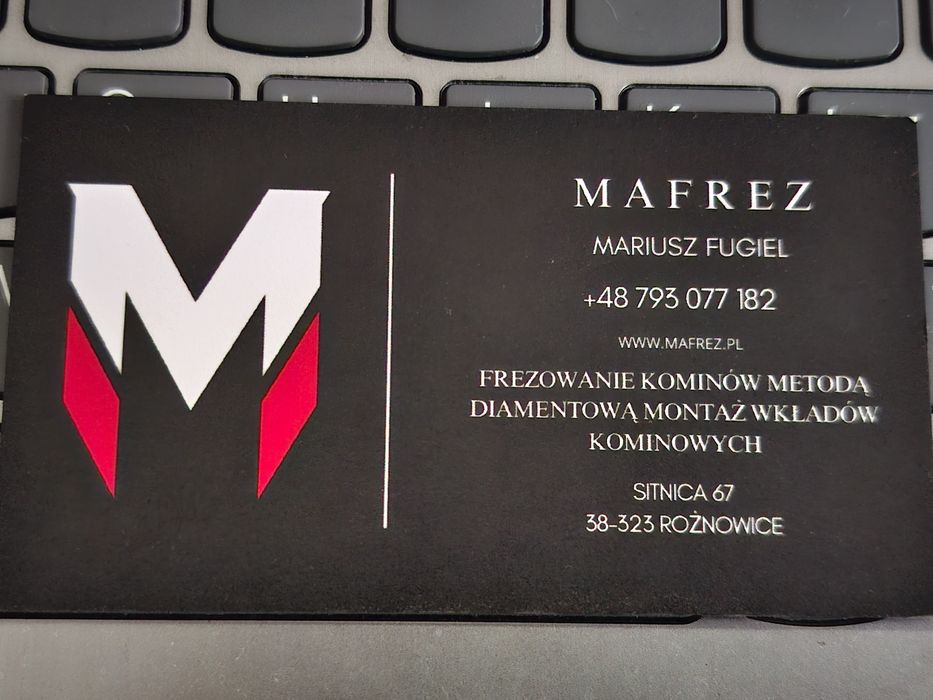 MAFREZ
MARIUSZ FUGIEL
+48 793 077 182
WWW.MAFREZ.PL
FREZOWANIE KOMINÓW METODĄ
DIAMENTOWĄ MONTAŻ WKŁADÓW
KOMINOWYCH
SITNICA 67
38-323 ROŻNOWICE